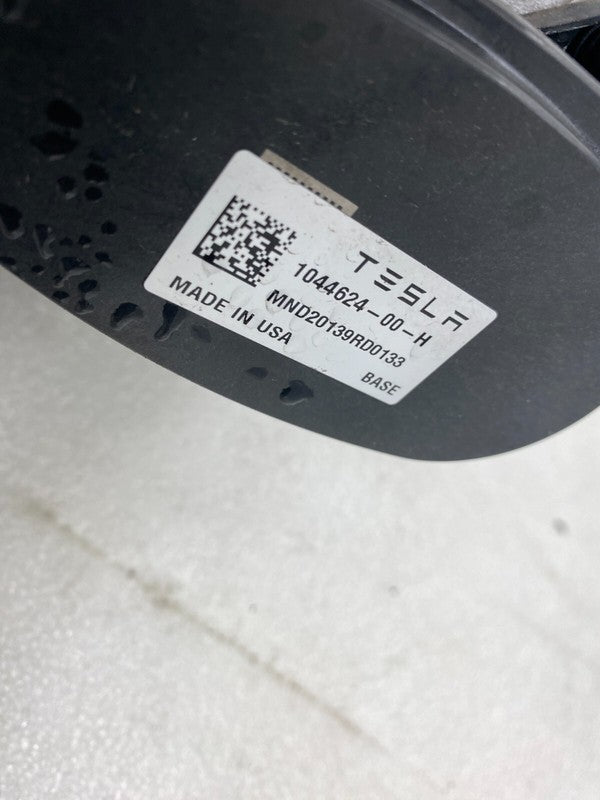 TESLA
1044624-00-H
MND20139RD0133
MADE IN USA
BASE